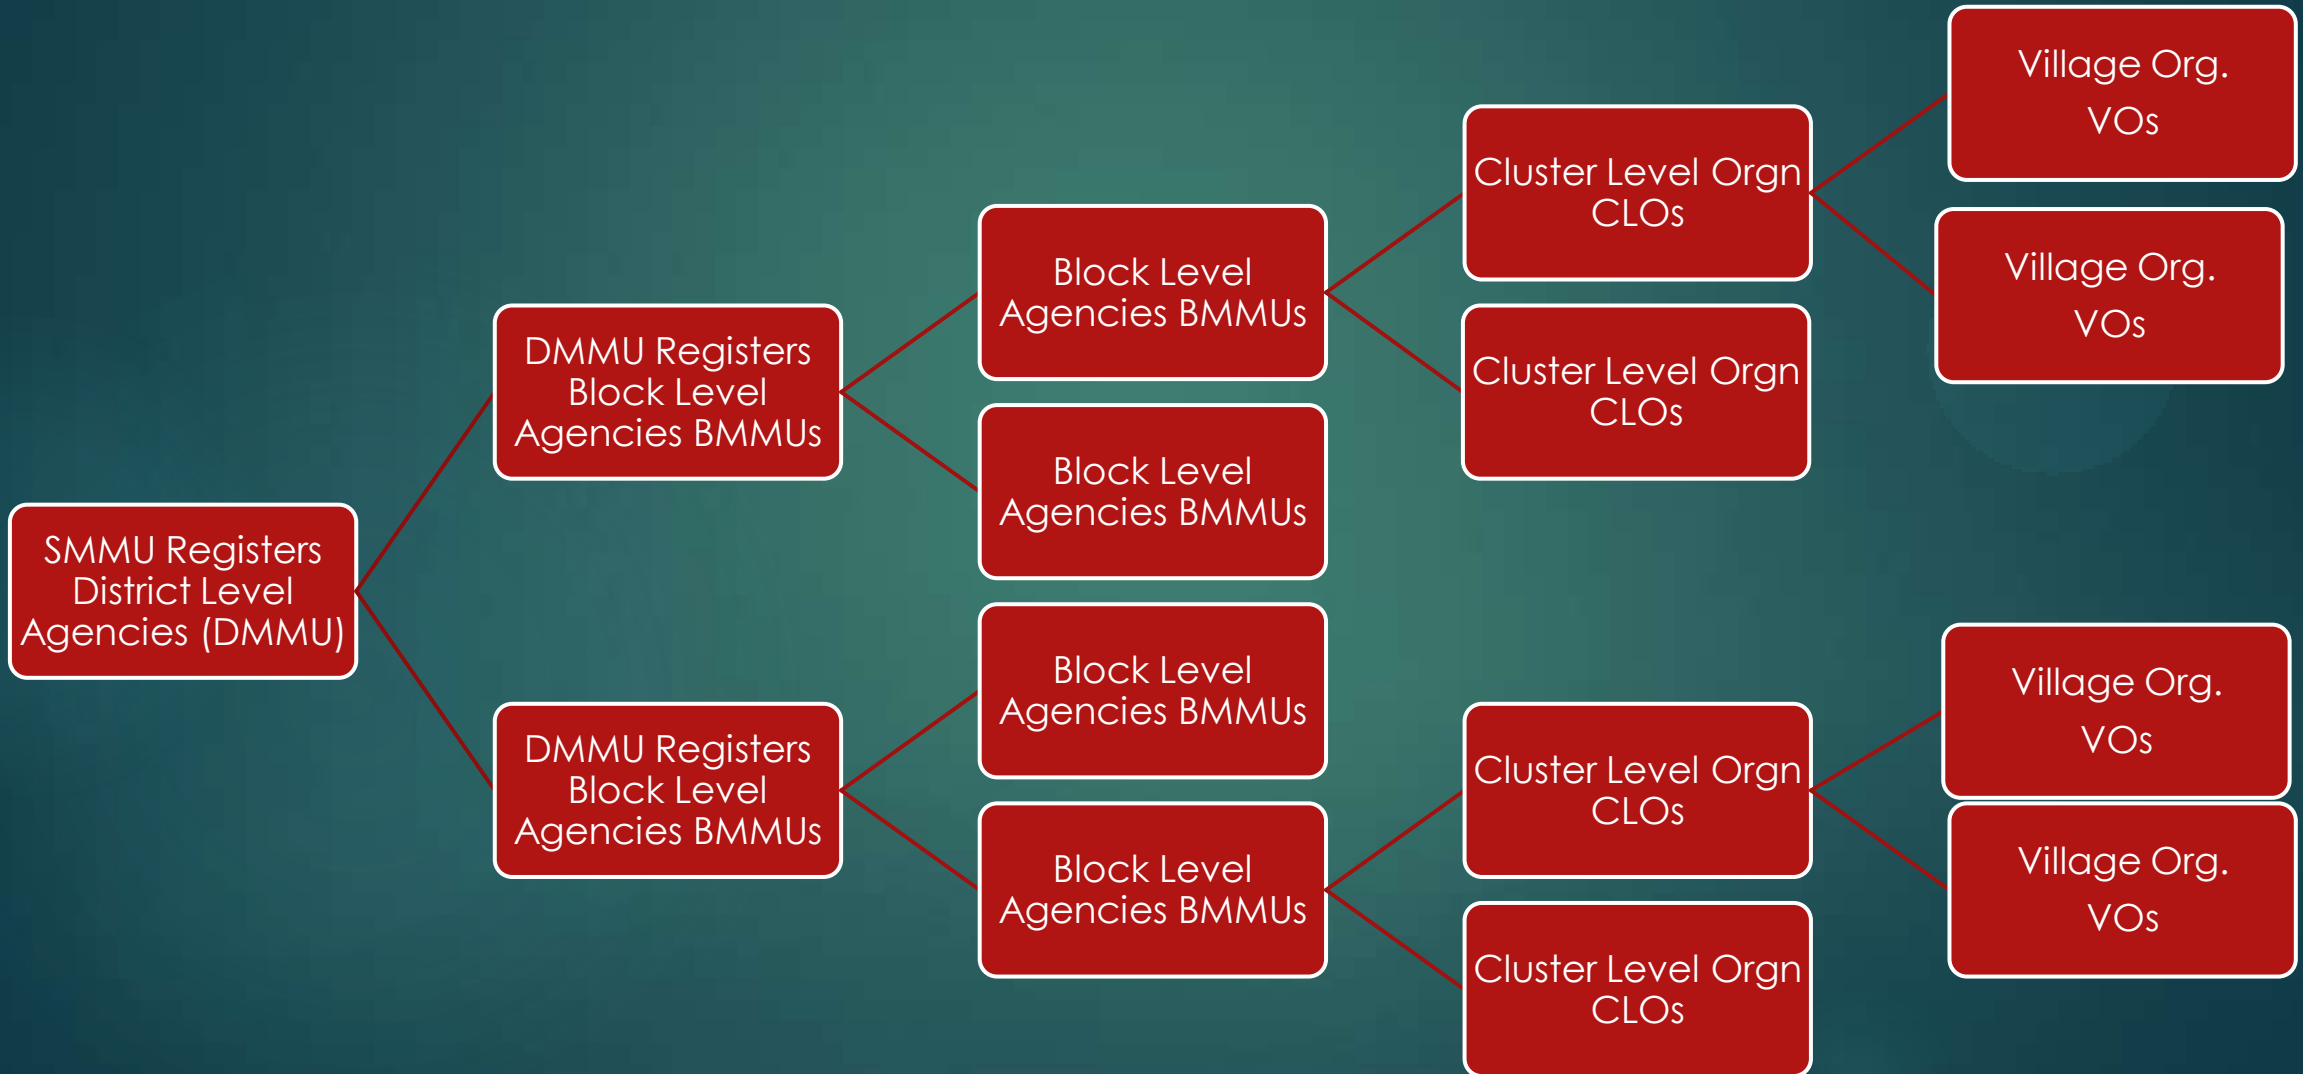 SMMU Registers
District Level
Agencies (DMMU)
DMMU Registers
Block Level
Agencies BMMUs
Block Level
Agencies BMMUs
Cluster Level Orgn
CLOs
Village Org.
VOs
Village Org.
VOs
Cluster Level Orgn
CLOs
Block Level
Agencies BMMUs
DMMU Registers
Block Level
Agencies BMMUs
Block Level
Agencies BMMUs
Block Level
Agencies BMMUs
Cluster Level Orgn
CLOs
Village Org.
VOs
Village Org.
VOs
Cluster Level Orgn
CLOs